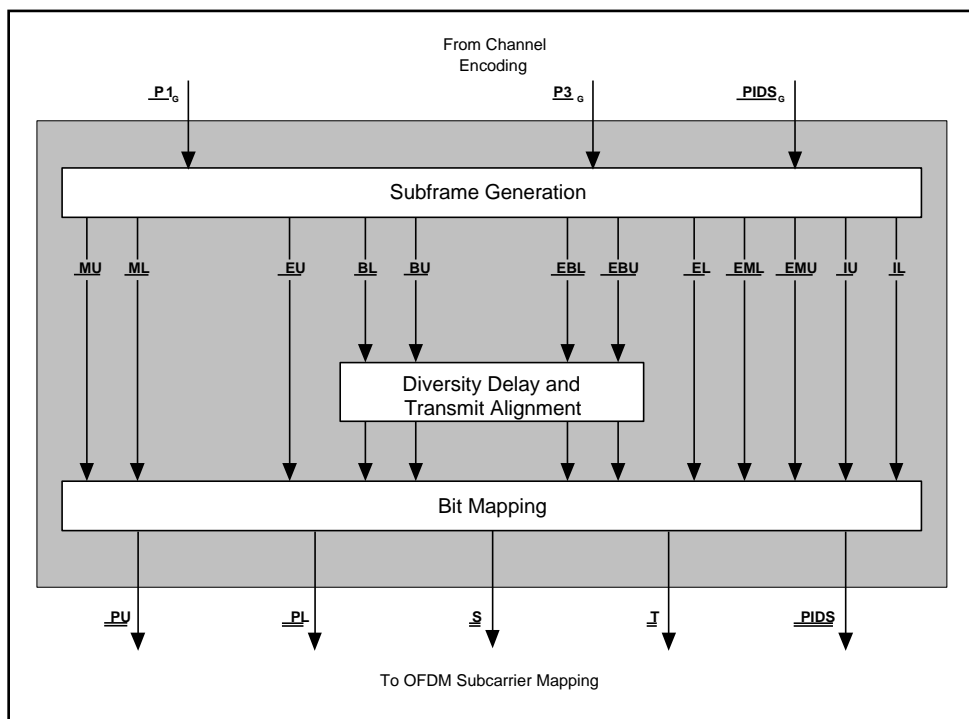 From Channel
Encoding
P1G P3G PIDSG
Subframe Generation
MU ML EU BL BU EBL EBU EL EML EMU IU IL
Diversity Delay and
Transmit Alignment
Bit Mapping
PU PL S T PIDS
To OFDM Subcarrier Mapping